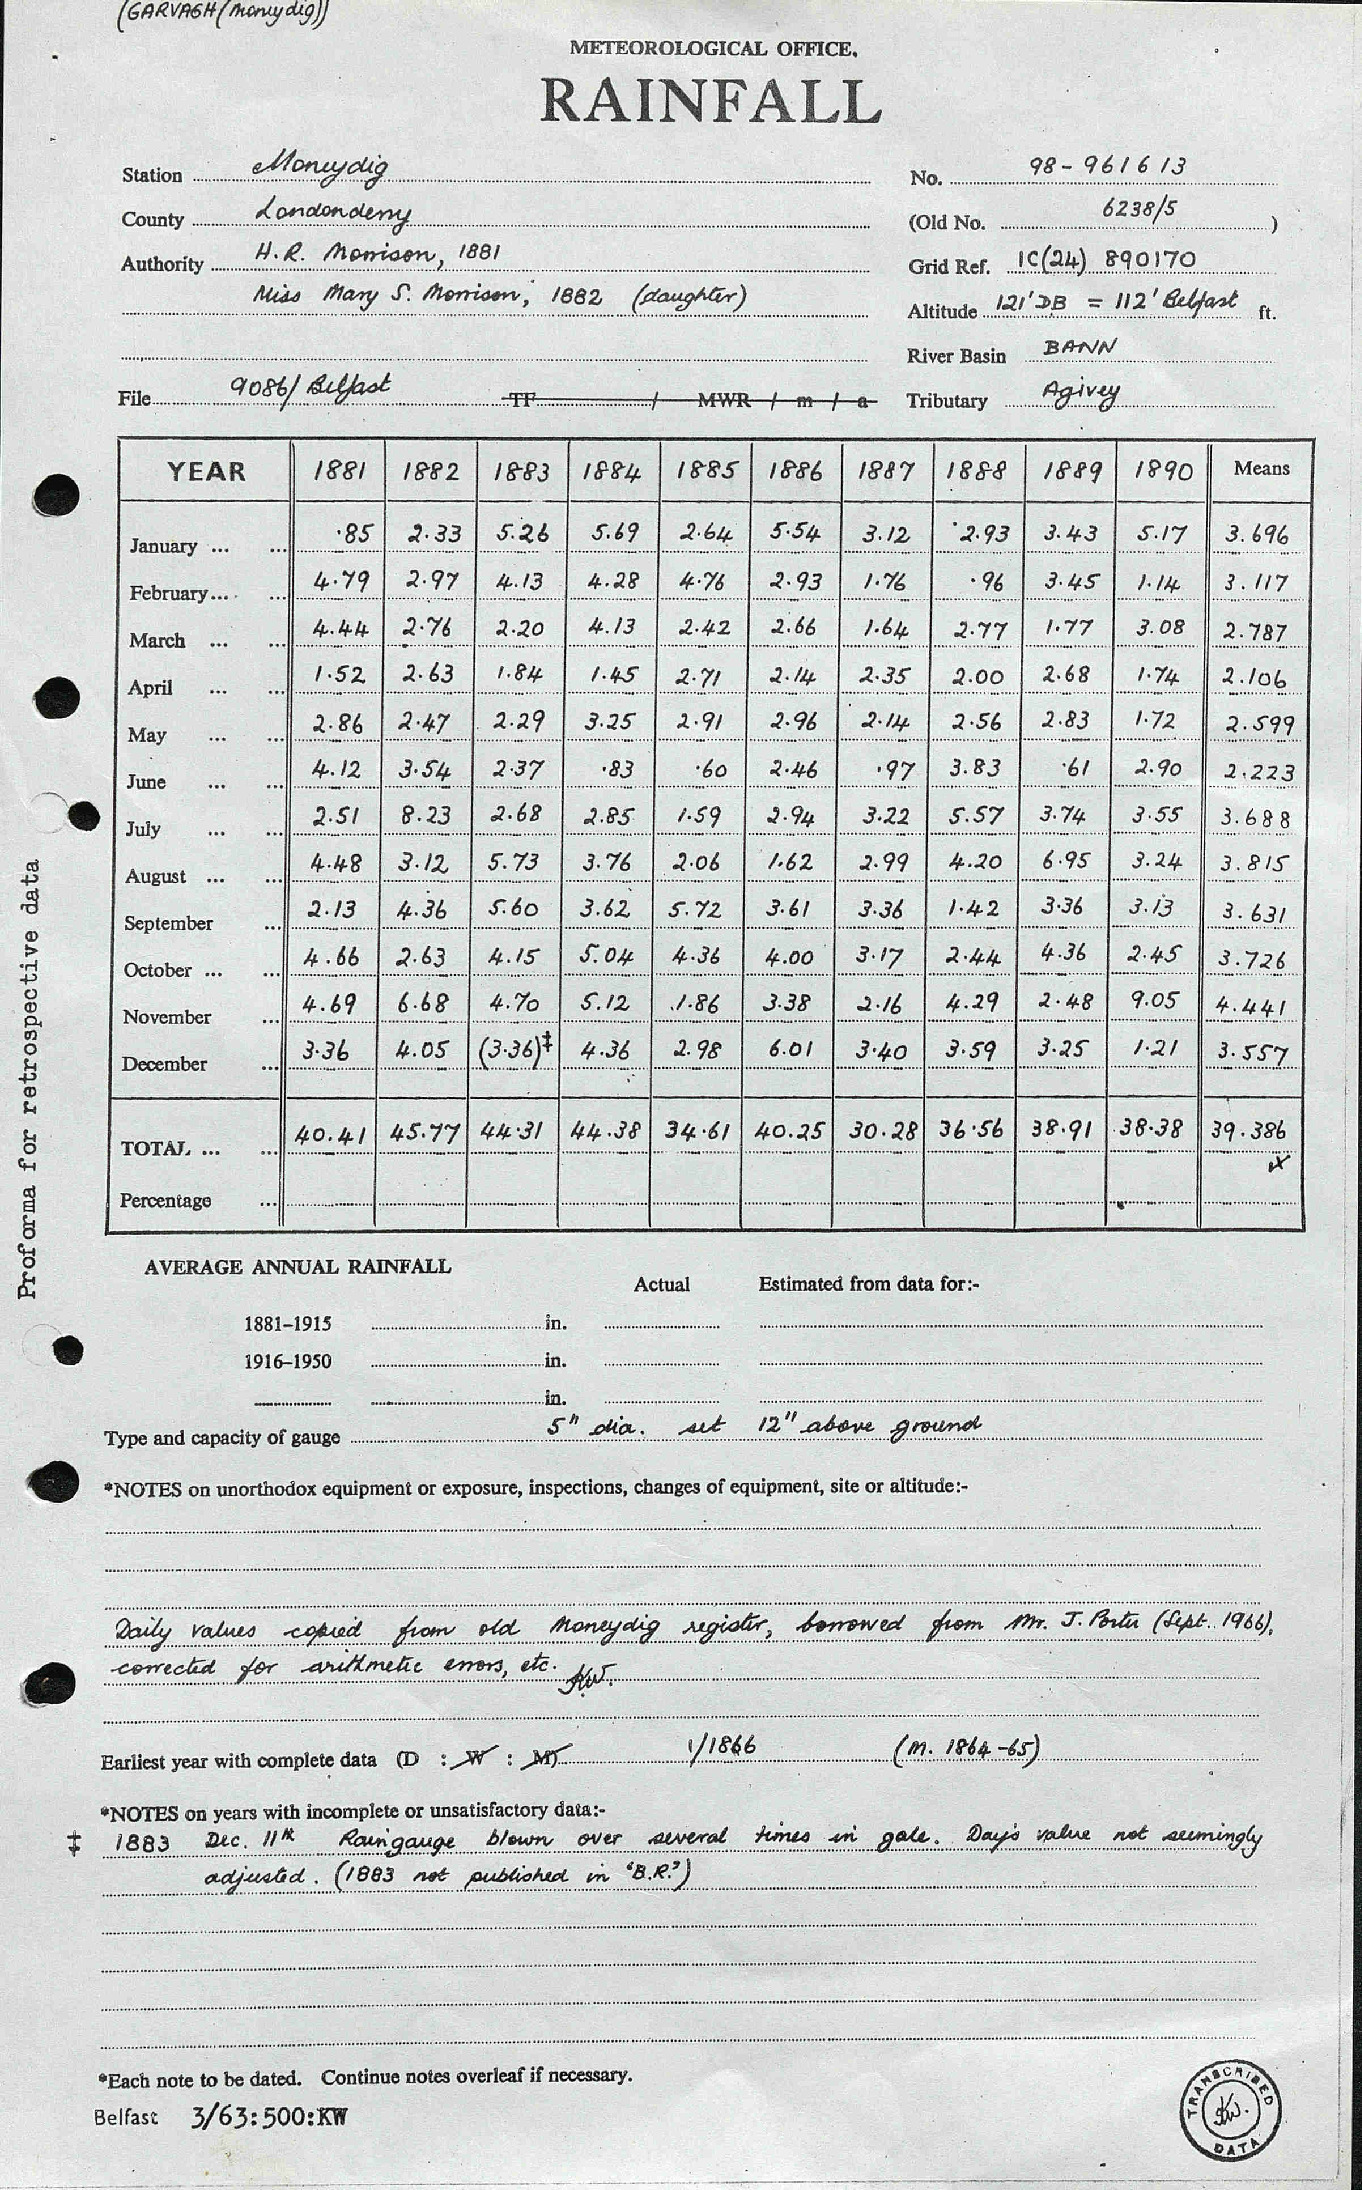 (GARVAGH (Moneydig))
METEOROLOGICAL OFFICE.
RAINFALL
Station Moneydig No. 98-961613
County Londonderry (Old No. 6238/5 )
Authority H.R. Morrison, 1881 Grid Ref. 1C(24) 890170
Miss Mary S. Morrison, 1882 (daughter) Altitude 121' DB = 112' Belfast ft.
River Basin BANN
File 9086/Belfast TF / MWR / m / a Tributary Agivey
YEAR 1881 1882 1883 1884 1885 1886 1887 1888 1889 1890 Means
January ... ... ·85 2.33 5.26 5.69 2.64 5.54 3.12 2.93 3.43 5.17 3.696
February ... ... 4.79 2.97 4.13 4.28 4.76 2.93 1.76 .96 3.45 1.14 3.117
March ... ... 4.44 2.76 2.20 4.13 2.42 2.66 1.64 2.77 1.77 3.08 2.787
April ... ... 1.52 2.63 1.84 1.45 2.71 2.14 2.35 2.00 2.68 1.74 2.106
May ... ... 2.86 2.47 2.29 3.25 2.91 2.96 2.14 2.56 2.83 1.72 2.599
June ... ... 4.12 3.54 2.37 ·83 ·60 2.46 ·97 3.83 ·61 2.90 2.223
July ... ... 2.51 8.23 2.68 2.85 1.59 2.94 3.22 5.57 3.74 3.55 3.688
August ... ... 4.48 3.12 5.73 3.76 2.06 1.62 2.99 4.20 6.95 3.24 3.815
September ... 2.13 4.36 5.60 3.62 5.72 3.61 3.36 1.42 3.36 3.13 3.631
October ... ... 4.66 2.63 4.15 5.04 4.36 4.00 3.17 2.44 4.36 2.45 3.726
November ... 4.69 6.68 4.70 5.12 1.86 3.38 2.16 4.29 2.48 9.05 4.441
December ... 3.36 4.05 (3.36)‡ 4.36 2.98 6.01 3.40 3.59 3.25 1.21 3.557
TOTAL ... ... 40.41 45.77 44.31 44.38 34.61 40.25 30.28 36.56 38.91 38.38 39.386
Percentage ...
AVERAGE ANNUAL RAINFALL
Actual Estimated from data for:-
1881-1915 in.
1916-1950 in.
in.
Type and capacity of gauge 5" dia. set 12" above ground
*NOTES on unorthodox equipment or exposure, inspections, changes of equipment, site or altitude:-
Daily values copied from old Moneydig register, borrowed from Mr. J. Porter (Sept. 1966),
corrected for arithmetic errors, etc. KW.
Earliest year with complete data (D : W : M) 1/1866 (M. 1864-65)
*NOTES on years with incomplete or unsatisfactory data:-
‡ 1883 Dec. 11th Raingauge blown over several times in gale. Day's value not seemingly
adjusted. (1883 not published in 'B.R.')
*Each note to be dated. Continue notes overleaf if necessary.
Belfast 3/63:500:KW
TRANSCRIBED
KW.
DATA
Proforma for retrospective data